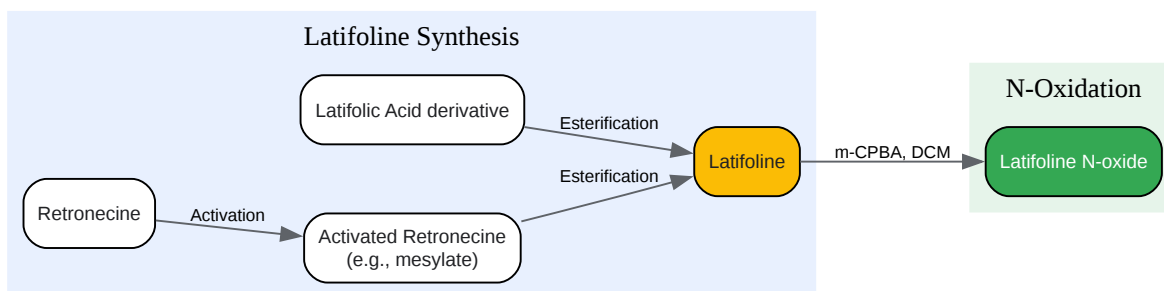 Latifoline Synthesis
N-Oxidation
Latifolic Acid derivative
Esterification
Latifoline
m-CPBA, DCM
Latifoline N-oxide
Esterification
Retronecine
Activation
Activated Retronecine
(e.g., mesylate)